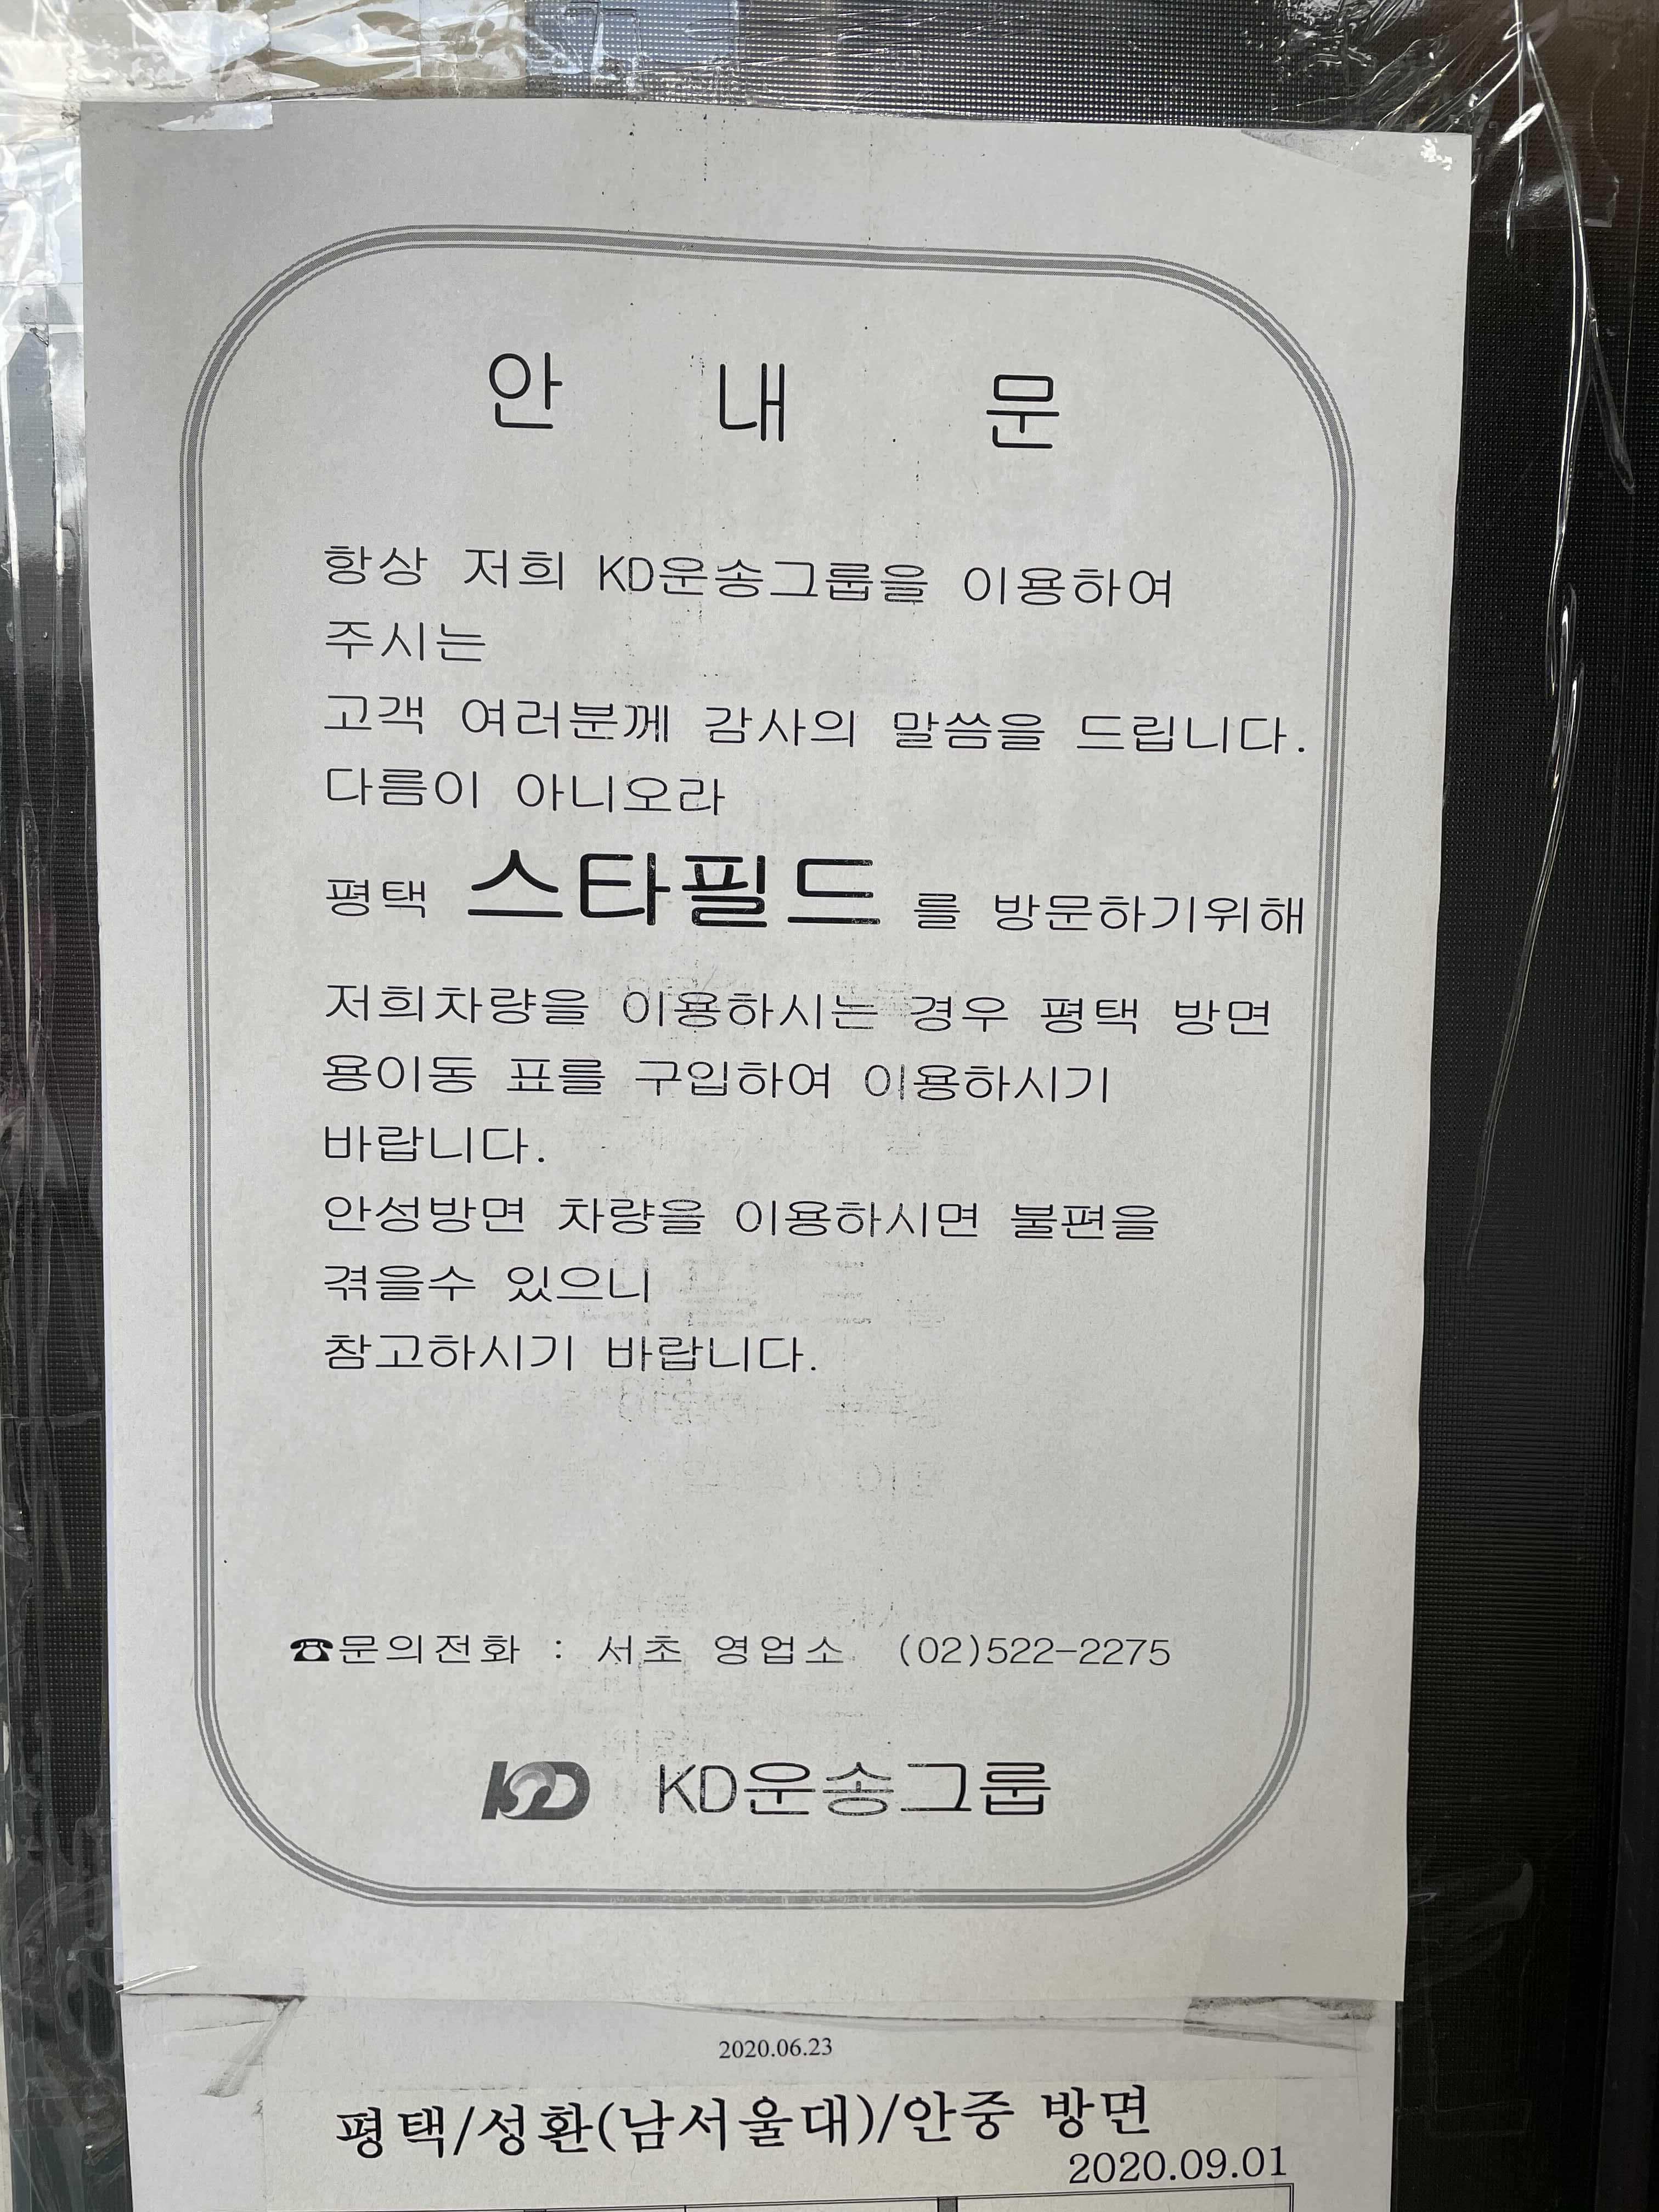 안 내 문
항상 저희 KD운송그룹을 이용하여
주시는
고객 여러분께 감사의 말씀을 드립니다.
다름이 아니오라
평택 스타필드 를 방문하기위해
저희차량을 이용하시는 경우 평택 방면
용이동 표를 구입하여 이용하시기
바랍니다.
안성방면 차량을 이용하시면 불편을
겪을수 있으니
참고하시기 바랍니다.
☎문의전화 : 서초 영업소 (02)522-2275
KD KD운송그룹
2020.06.23
평택/성환(남서울대)/안중 방면
2020.09.01